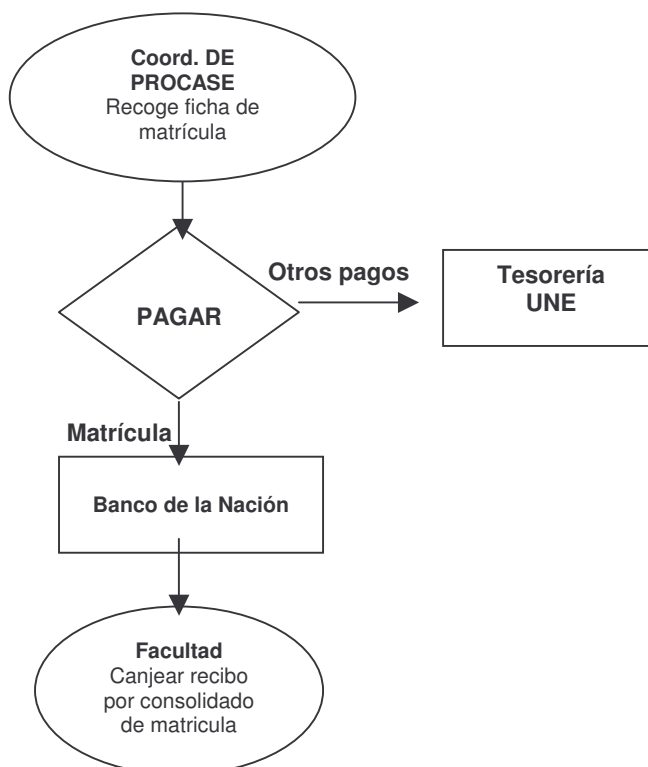 Coord. DE
PROCASE
Recoge ficha de
matrícula
Otros pagos
Tesorería
UNE
PAGAR
Matrícula
Banco de la Nación
Facultad
Canjear recibo
por consolidado
de matricula